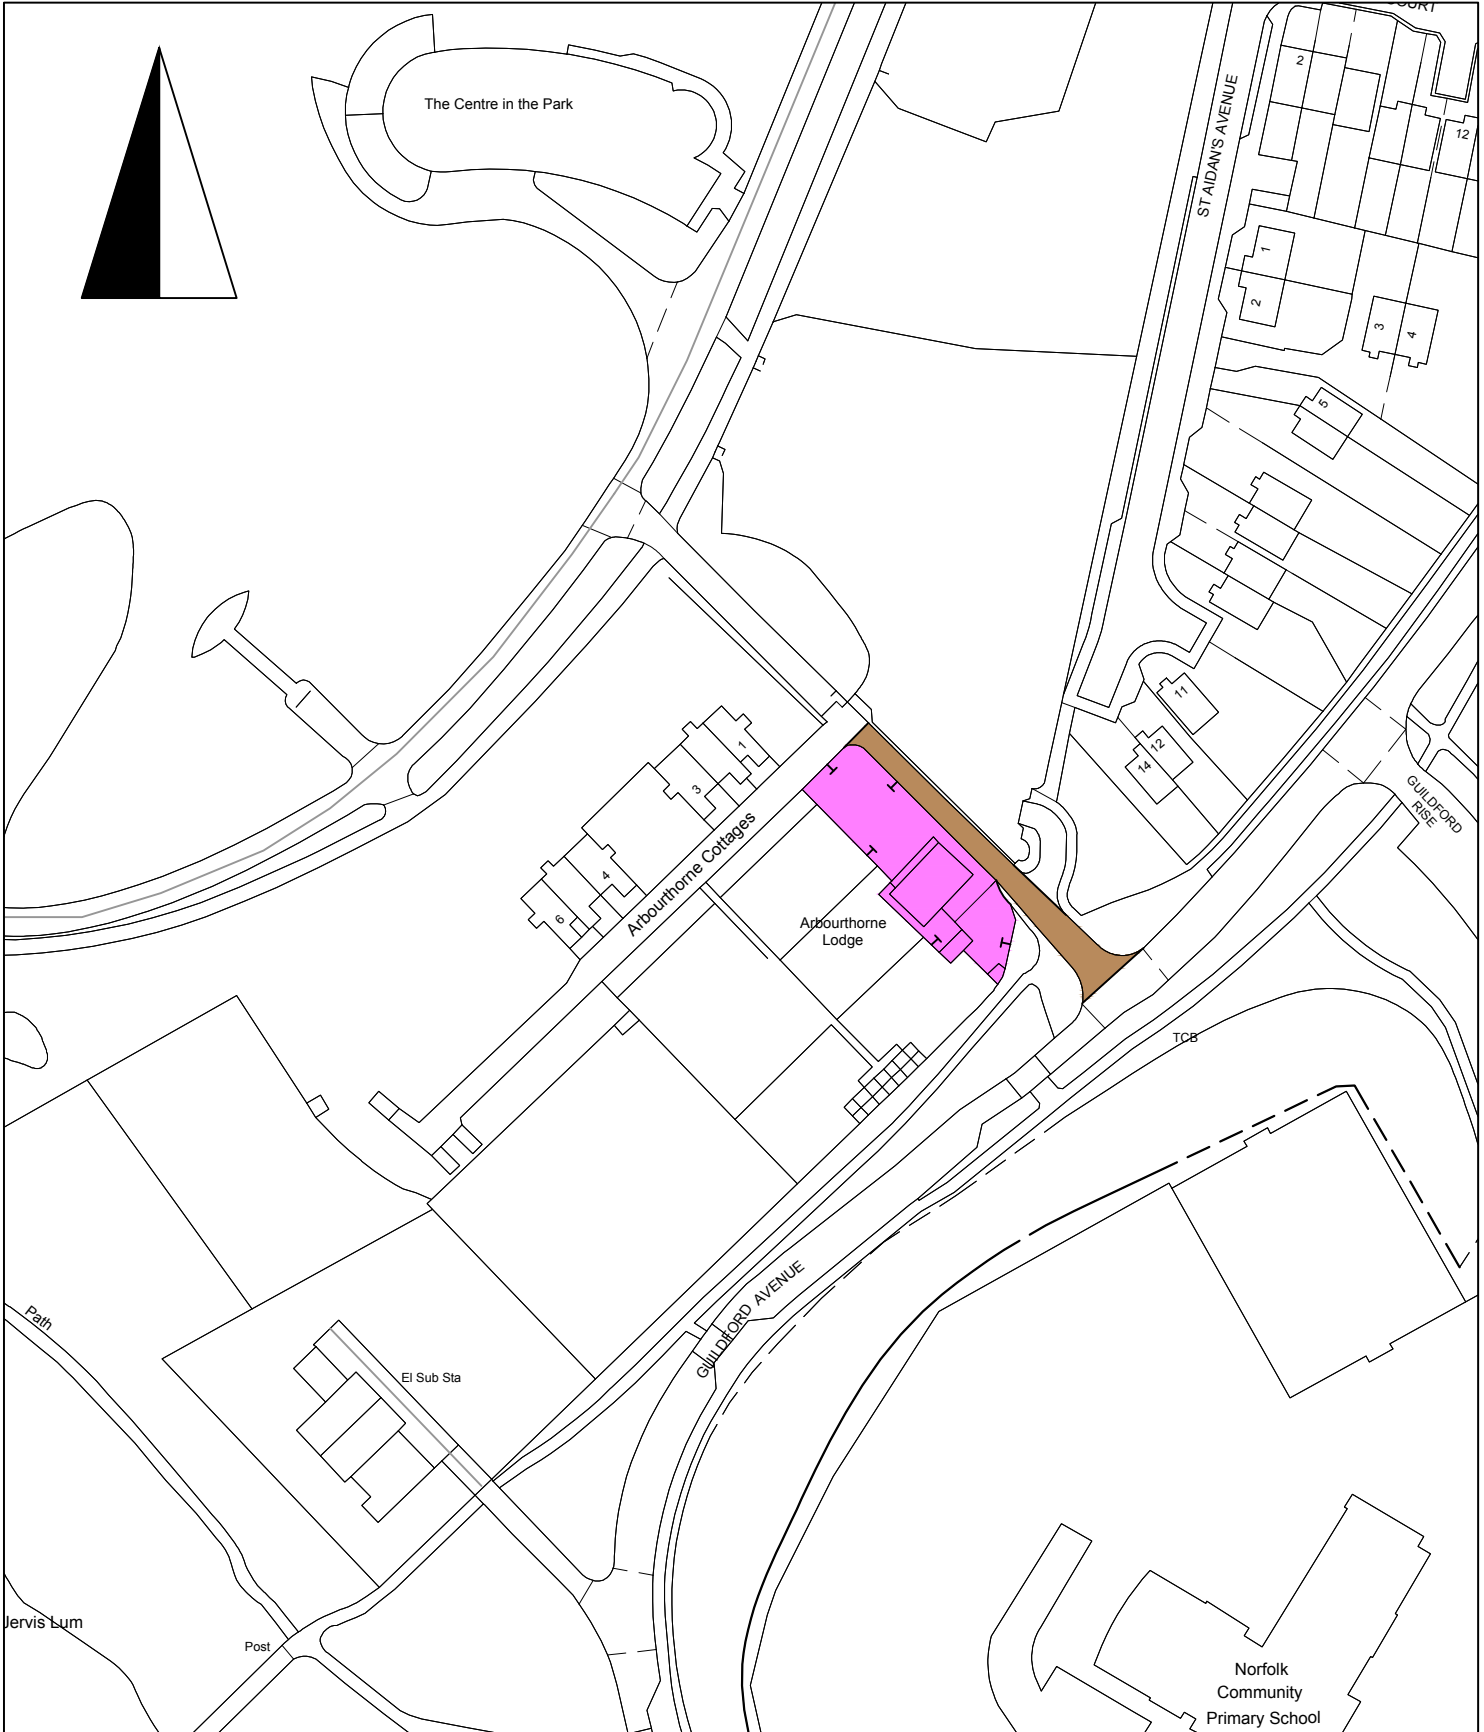 COURT
2
12
The Centre in the Park
ST AIDAN'S AVENUE
1
2
3
4
5
11
12
14
GUILDFORD
RISE
1
3
Arbourthorne Cottages
4
6
Arbourthorne
Lodge
TCB
GUILDFORD AVENUE
Path
El Sub Sta
Jervis Lum
Post
Norfolk
Community
Primary School